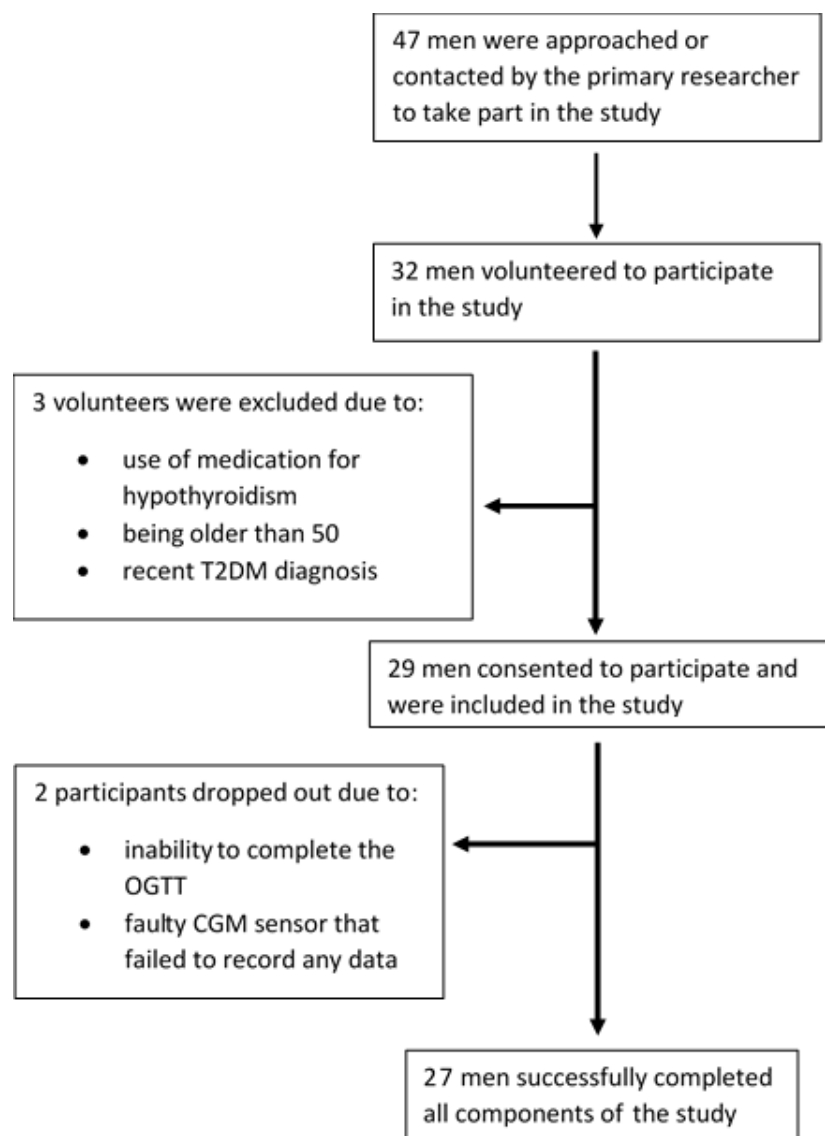 47 men were approached or
contacted by the primary researcher
to take part in the study
32 men volunteered to participate
in the study
3 volunteers were excluded due to:
• use of medication for
hypothyroidism
• being older than 50
• recent T2DM diagnosis
29 men consented to participate and
were included in the study
2 participants dropped out due to:
• inability to complete the
OGTT
• faulty CGM sensor that
failed to record any data
27 men successfully completed
all components of the study